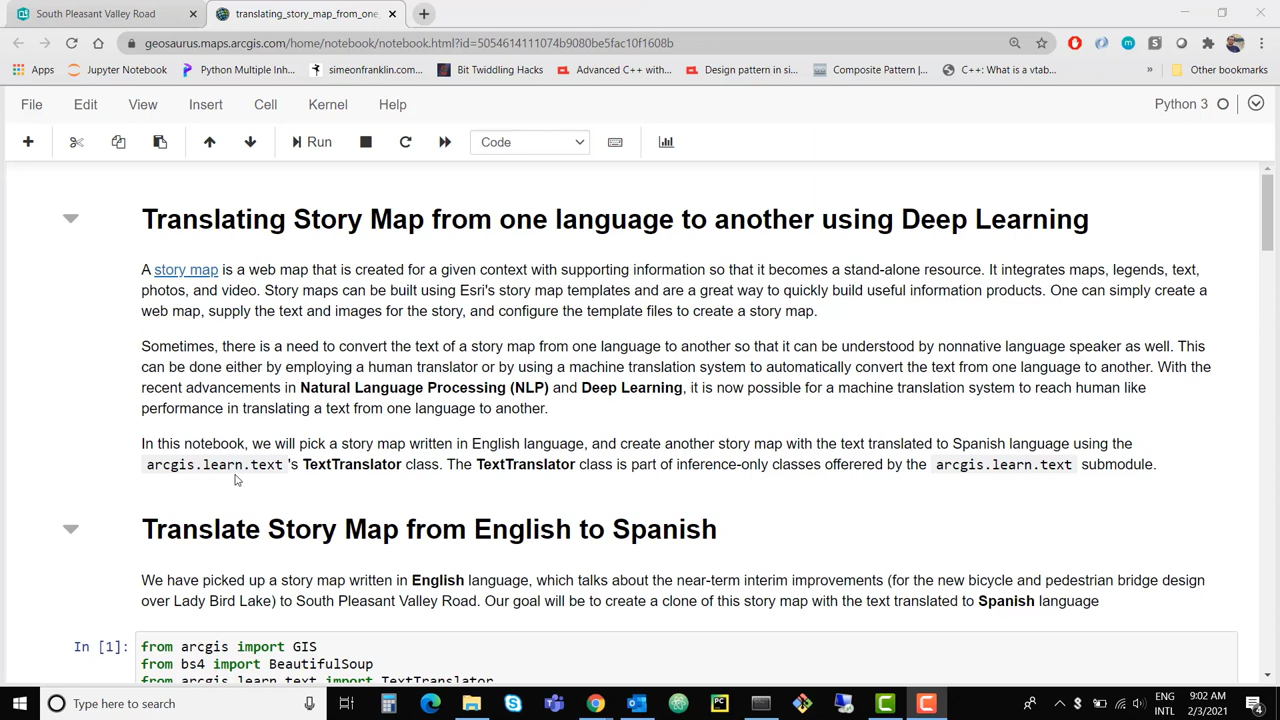 South Pleasant Valley Road
translating_story_map_from_one_
geosaurus.maps.arcgis.com/home/notebook/notebook.html?id=5054614111074b9080be5fac10f1608b
Apps
Jupyter Notebook
Python Multiple Inh...
simeonfranklin.com...
Bit Twiddling Hacks
Advanced C++ with...
Design pattern in si...
Composite Pattern |...
C++: What is a vtab...
»
Other bookmarks
File Edit View Insert Cell Kernel Help
Python 3
Run
Code
Translating Story Map from one language to another using Deep Learning
A story map is a web map that is created for a given context with supporting information so that it becomes a stand-alone resource. It integrates maps, legends, text,
photos, and video. Story maps can be built using Esri's story map templates and are a great way to quickly build useful information products. One can simply create a
web map, supply the text and images for the story, and configure the template files to create a story map.
Sometimes, there is a need to convert the text of a story map from one language to another so that it can be understood by nonnative language speaker as well. This
can be done either by employing a human translator or by using a machine translation system to automatically convert the text from one language to another. With the
recent advancements in Natural Language Processing (NLP) and Deep Learning, it is now possible for a machine translation system to reach human like
performance in translating a text from one language to another.
In this notebook, we will pick a story map written in English language, and create another story map with the text translated to Spanish language using the
arcgis.learn.text 's TextTranslator class. The TextTranslator class is part of inference-only classes offerered by the arcgis.learn.text submodule.
Translate Story Map from English to Spanish
We have picked up a story map written in English language, which talks about the near-term interim improvements (for the new bicycle and pedestrian bridge design
over Lady Bird Lake) to South Pleasant Valley Road. Our goal will be to create a clone of this story map with the text translated to Spanish language
In [1]:
from arcgis import GIS
from bs4 import BeautifulSoup
from arcgis.learn.text import TextTranslator
Type here to search
ENG
INTL
9:02 AM
2/3/2021
4